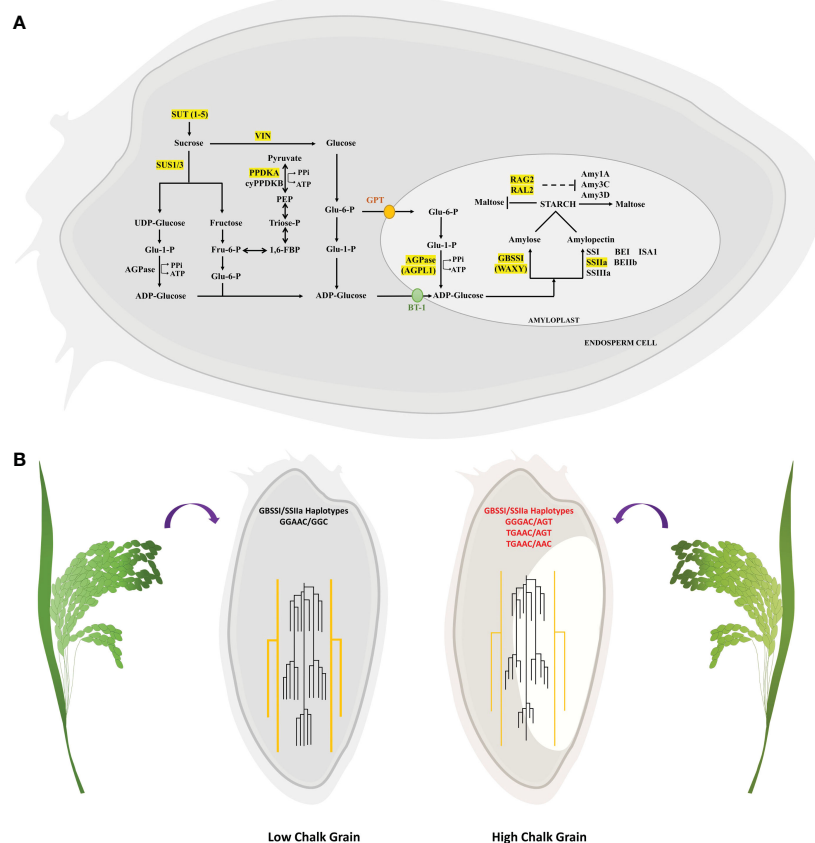 A
SUT (1-5)
Sucrose
VIN
Glucose
SUS1/3
Pyruvate
PPDKA
cyPPDKB
PPi
ATP
PEP
GPT
UDP-Glucose
Fructose
Triose-P
Glu-6-P
Glu-1-P
Fru-6-P
1,6-FBP
Glu-1-P
AGPase
PPi
ATP
Glu-6-P
ADP-Glucose
ADP-Glucose
BT-1
Glu-6-P
Glu-1-P
AGPase
(AGPL1)
PPi
ATP
ADP-Glucose
RAG2
RAL2
Amy1A
Amy3C
Amy3D
Maltose
STARCH
Maltose
Amylose
Amylopectin
GBSSI
(WAXY)
SSI BEI ISA1
SSIIa BEIIb
SSIIIa
AMYLOPLAST
ENDOSPERM CELL
B
GBSSI/SSIIa Haplotypes
GGAAC/GGC
GBSSI/SSIIa Haplotypes
GGGAC/AGT
TGAAC/AGT
TGAAC/AAC
Low Chalk Grain
High Chalk Grain